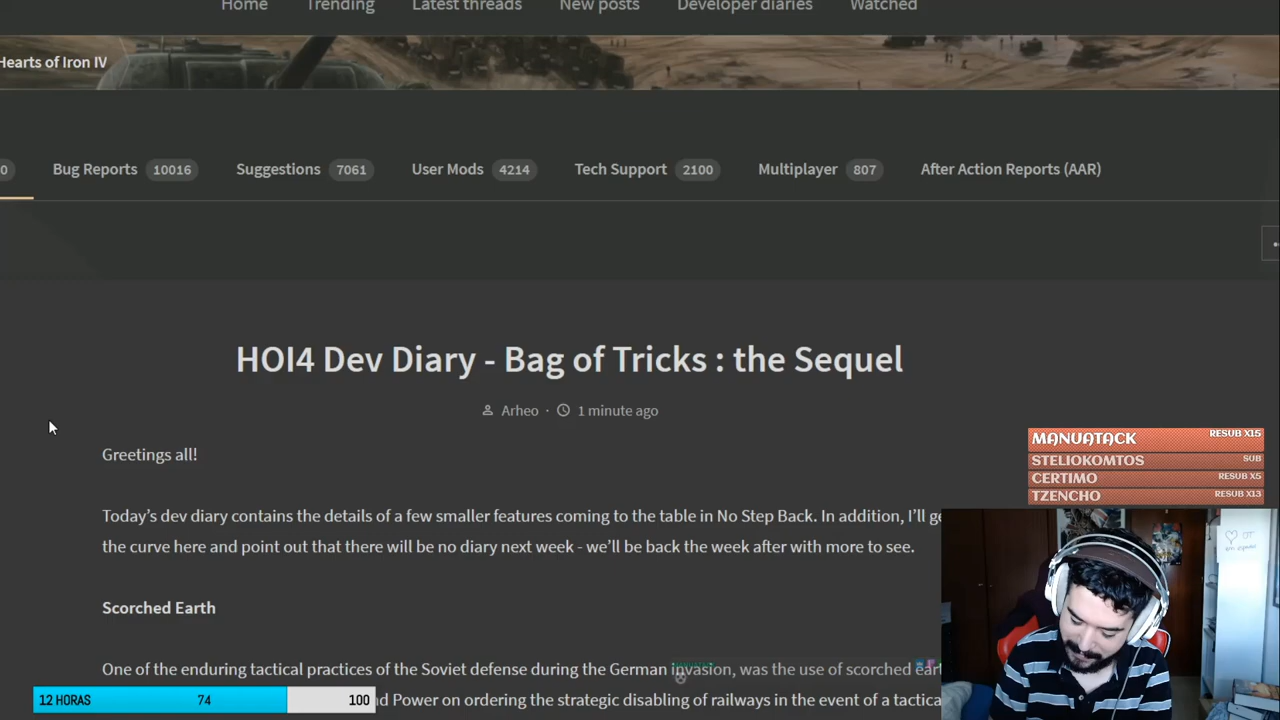 Home Trending Latest threads New posts Developer diaries Watched
Hearts of Iron IV
0 Bug Reports 10016 Suggestions 7061 User Mods 4214 Tech Support 2100 Multiplayer 807 After Action Reports (AAR)
HOI4 Dev Diary - Bag of Tricks : the Sequel
Arheo · 1 minute ago
Greetings all!
Today's dev diary contains the details of a few smaller features coming to the table in No Step Back. In addition, I'll ge
the curve here and point out that there will be no diary next week - we'll be back the week after with more to see.
Scorched Earth
One of the enduring tactical practices of the Soviet defense during the German invasion, was the use of scorched eart
nd Power on ordering the strategic disabling of railways in the event of a tactica
MANUATACK RESUB X15
STELIOKOMTOS SUB
CERTIMO RESUB X5
TZENCHO RESUB X13
12 HORAS 74 100